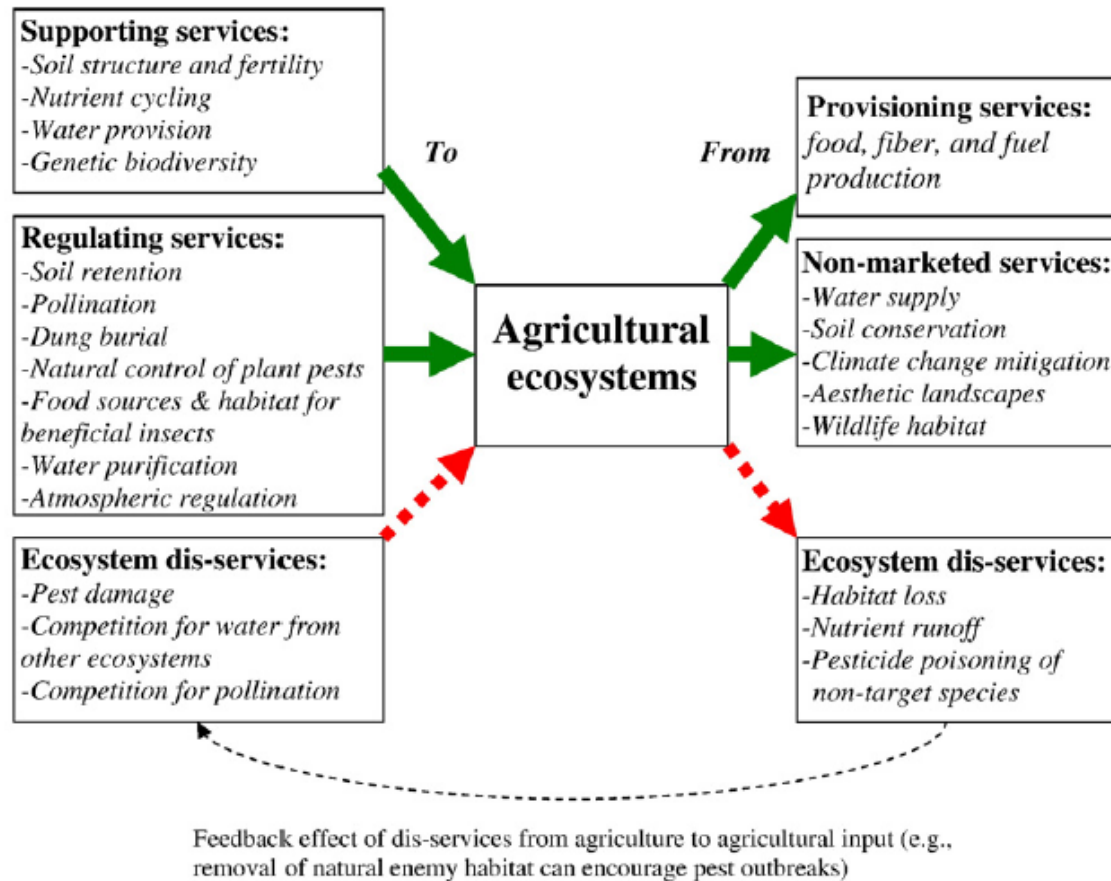 Supporting services:
-Soil structure and fertility
-Nutrient cycling
-Water provision
-Genetic biodiversity
To
Regulating services:
-Soil retention
-Pollination
-Dung burial
-Natural control of plant pests
-Food sources & habitat for
beneficial insects
-Water purification
-Atmospheric regulation
Ecosystem dis-services:
-Pest damage
-Competition for water from
other ecosystems
-Competition for pollination
Agricultural
ecosystems
From
Provisioning services:
food, fiber, and fuel
production
Non-marketed services:
-Water supply
-Soil conservation
-Climate change mitigation
-Aesthetic landscapes
-Wildlife habitat
Ecosystem dis-services:
-Habitat loss
-Nutrient runoff
-Pesticide poisoning of
non-target species
Feedback effect of dis-services from agriculture to agricultural input (e.g.,
removal of natural enemy habitat can encourage pest outbreaks)